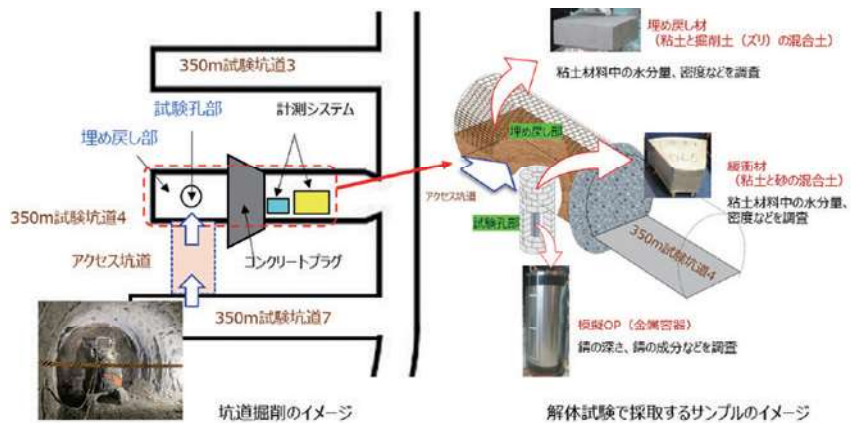 350m試験坑道3
試験孔部
計測システム
埋め戻し部
350m試験坑道4
アクセス坑道
コンクリートプラグ
350m試験坑道7
坑道掘削のイメージ
埋め戻し材
(粘土と掘削土(ズリ)の混合土)
粘土材料中の水分量、密度などを調査
埋め戻し部
緩衝材
(粘土と砂の混合土)
粘土材料中の水分量、
密度などを調査
アクセス坑道
試験孔部
350m試験坑道4
模擬OP(金属容器)
錆の深さ、錆の成分などを調査
解体試験で採取するサンプルのイメージ